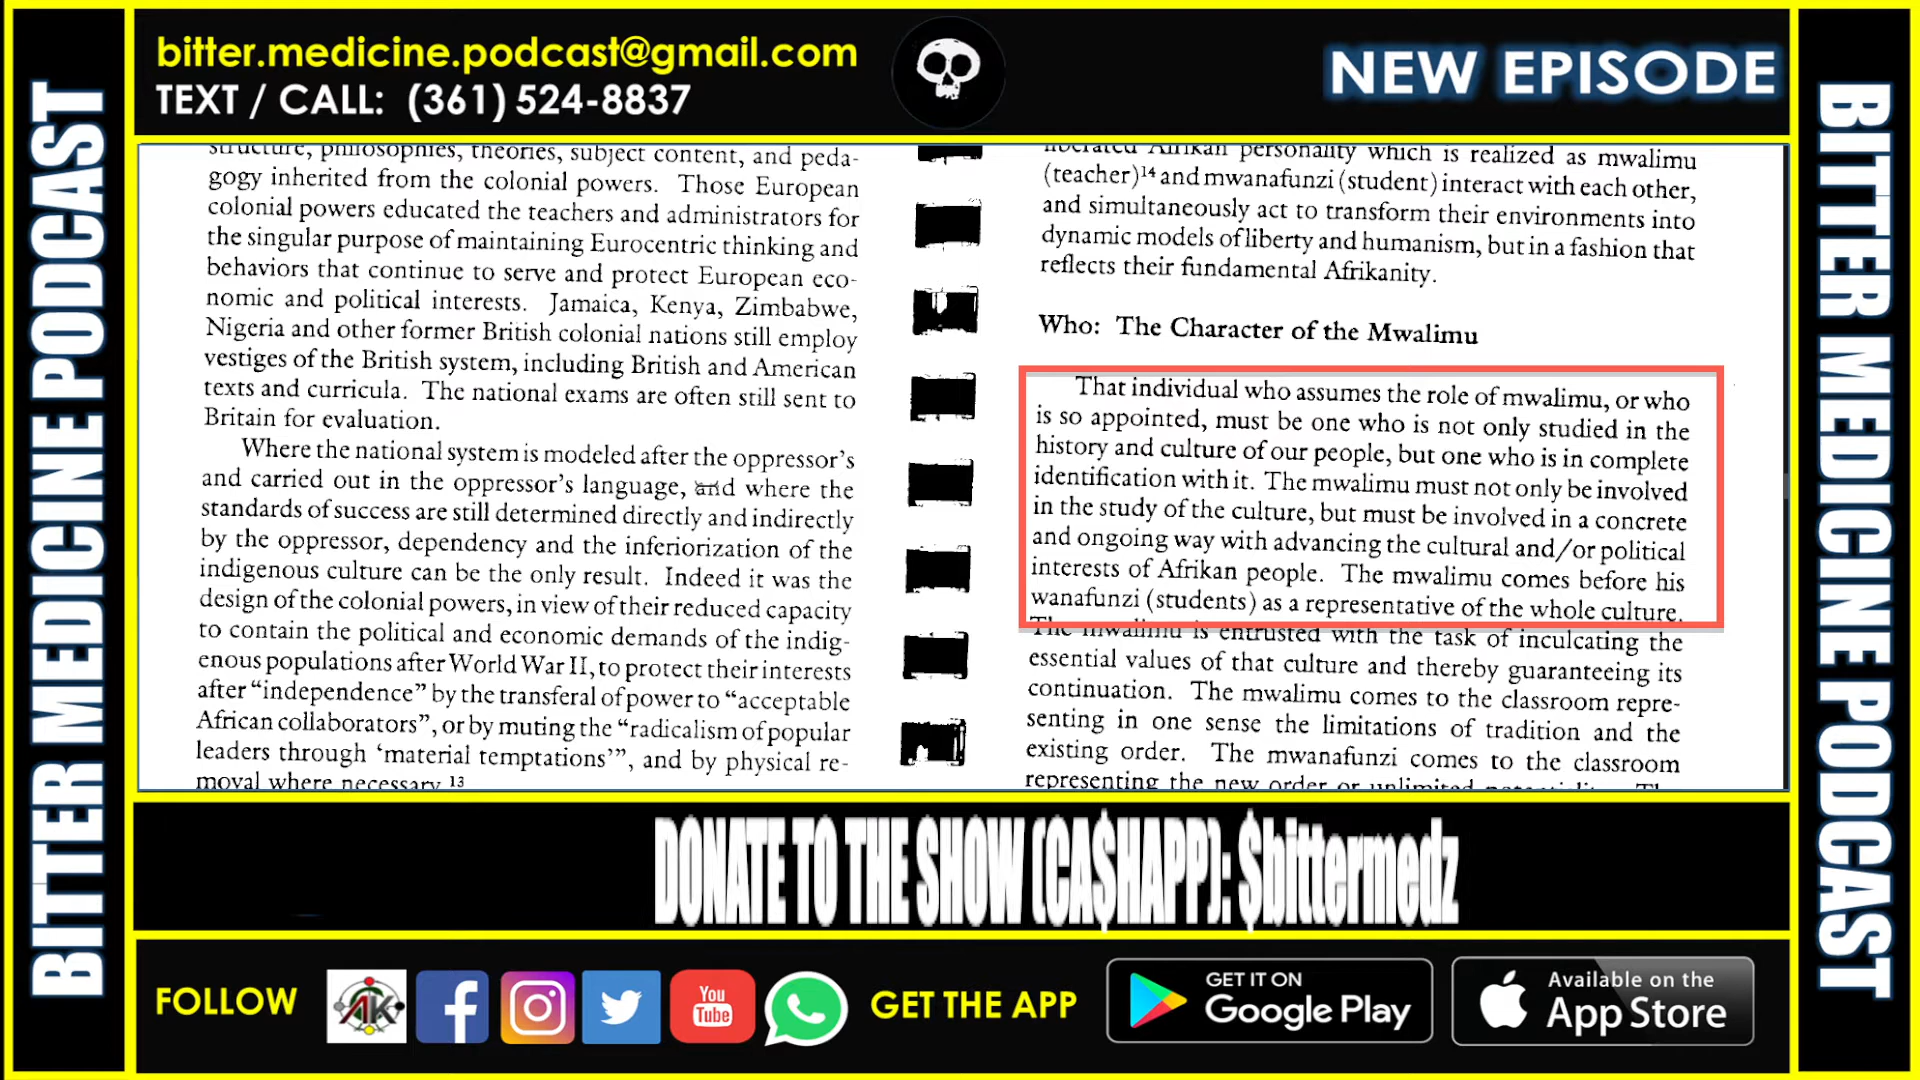 BITTER MEDICINE PODCAST
bitter.medicine.podcast@gmail.com
TEXT / CALL: (361) 524-8837
NEW EPISODE
structure, philosophies, theories, subject content, and peda-
gogy inherited from the colonial powers. Those European
colonial powers educated the teachers and administrators for
the singular purpose of maintaining Eurocentric thinking and
behaviors that continue to serve and protect European eco-
nomic and political interests. Jamaica, Kenya, Zimbabwe,
Nigeria and other former British colonial nations still employ
vestiges of the British system, including British and American
texts and curricula. The national exams are often still sent to
Britain for evaluation.
Where the national system is modeled after the oppressor's
and carried out in the oppressor's language, and where the
standards of success are still determined directly and indirectly
by the oppressor, dependency and the inferiorization of the
indigenous culture can be the only result. Indeed it was the
design of the colonial powers, in view of their reduced capacity
to contain the political and economic demands of the indig-
enous populations after World War II, to protect their interests
after “independence” by the transferal of power to “acceptable
African collaborators”, or by muting the “radicalism of popular
leaders through ‘material temptations’”, and by physical re-
moval where necessary.13
liberated Afrikan personality which is realized as mwalimu
(teacher)14 and mwanafunzi (student) interact with each other,
and simultaneously act to transform their environments into
dynamic models of liberty and humanism, but in a fashion that
reflects their fundamental Afrikanity.
Who: The Character of the Mwalimu
That individual who assumes the role of mwalimu, or who
is so appointed, must be one who is not only studied in the
history and culture of our people, but one who is in complete
identification with it. The mwalimu must not only be involved
in the study of the culture, but must be involved in a concrete
and ongoing way with advancing the cultural and/or political
interests of Afrikan people. The mwalimu comes before his
wanafunzi (students) as a representative of the whole culture.
The mwalimu is entrusted with the task of inculcating the
essential values of that culture and thereby guaranteeing its
continuation. The mwalimu comes to the classroom repre-
senting in one sense the limitations of tradition and the
existing order. The mwanafunzi comes to the classroom
representing the new order or unlimited potentiality. The
DONATE TO THE SHOW (CA$HAPP): $bittermedz
FOLLOW
AK
You
Tube
GET THE APP
GET IT ON
Google Play
Available on the
App Store
BITTER MEDICINE PODCAST